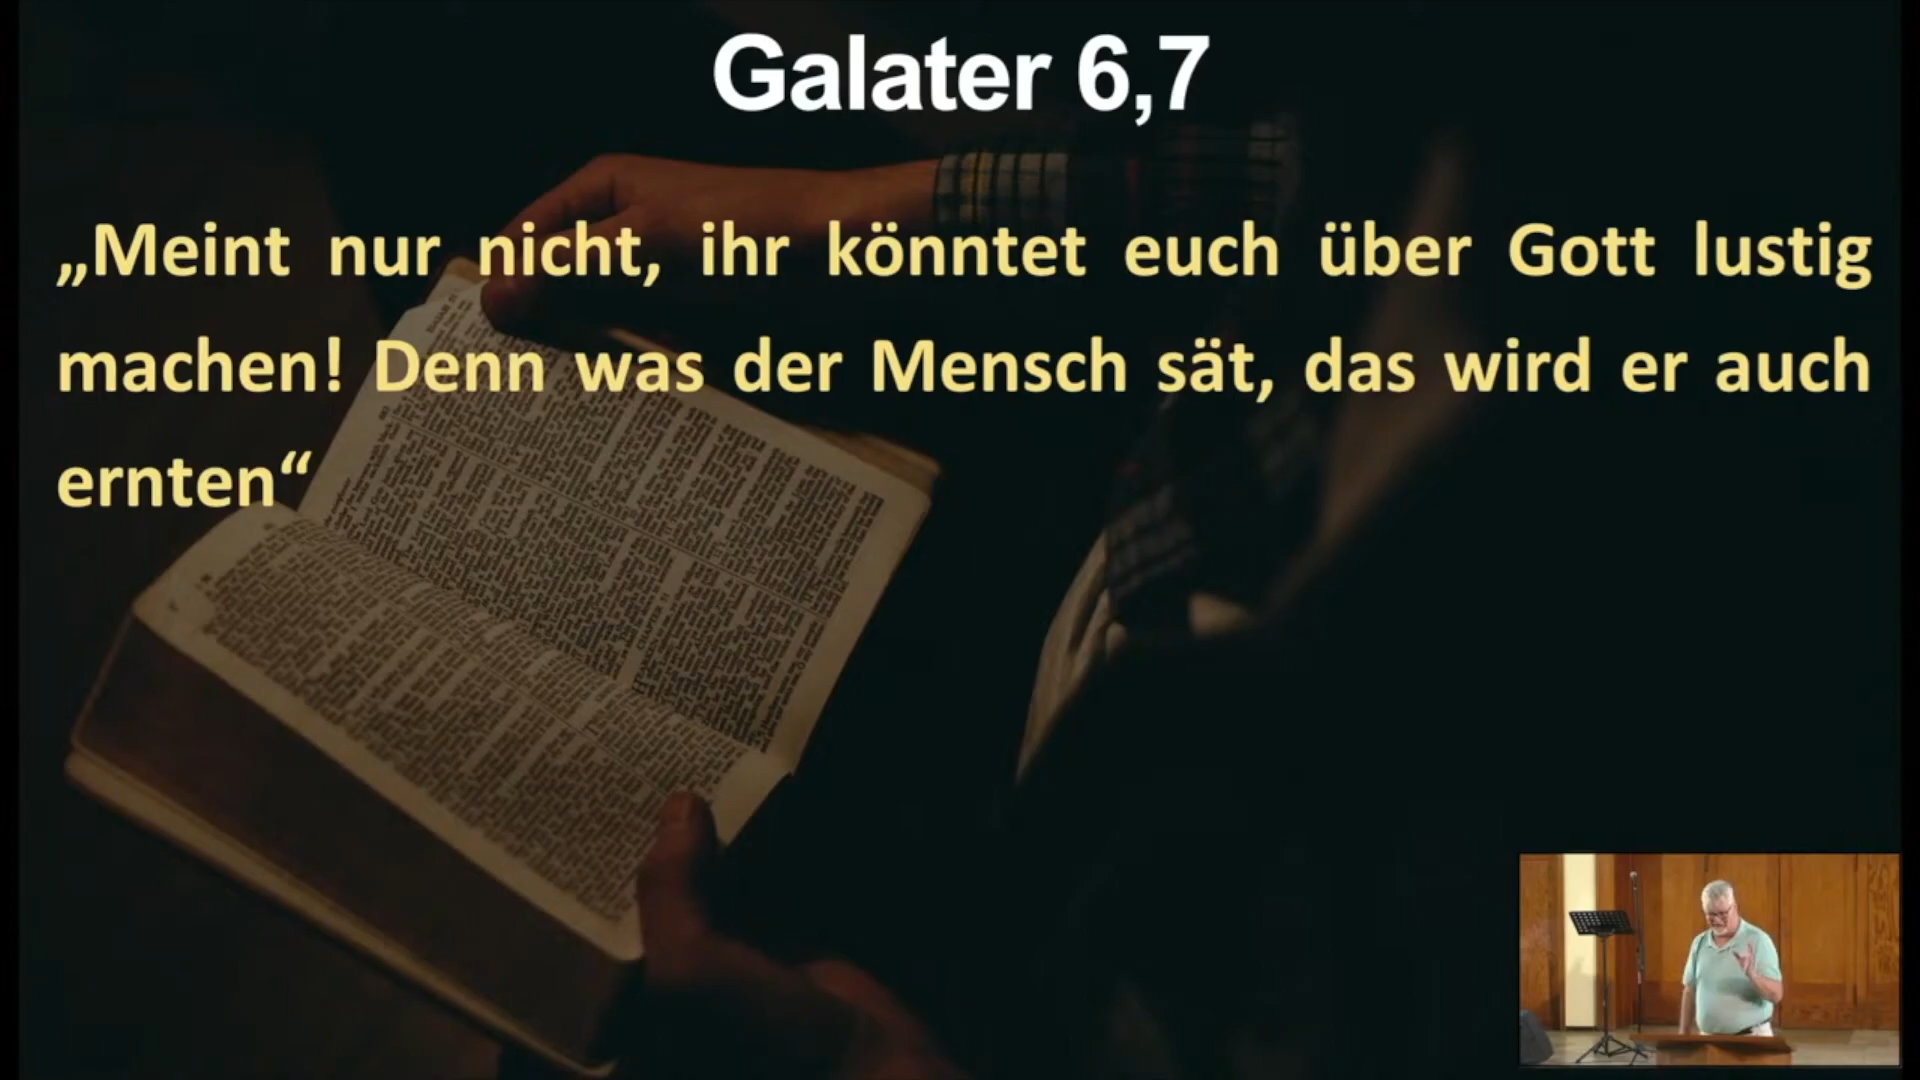 Galater 6,7
„Meint nur nicht, ihr könntet euch über Gott lustig
machen! Denn was der Mensch sät, das wird er auch
ernten“